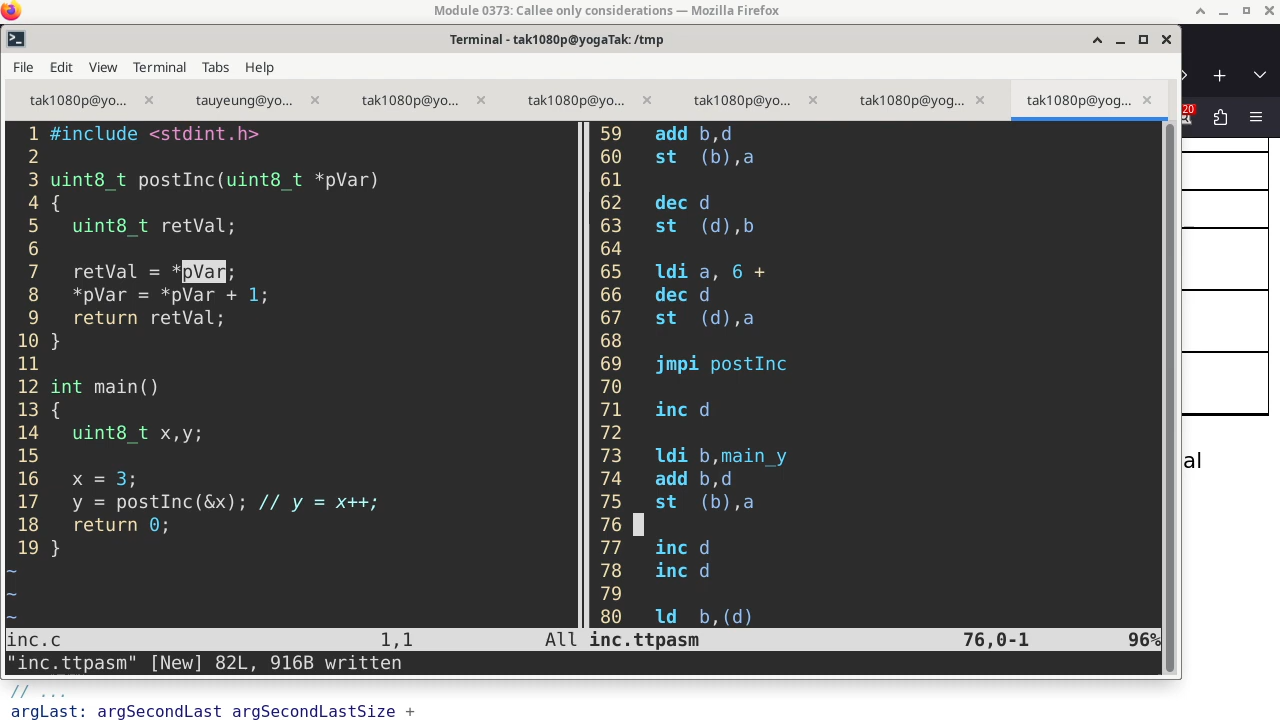 Module 0373: Callee only considerations — Mozilla Firefox
Terminal - tak1080p@yogaTak: /tmp
File Edit View Terminal Tabs Help
tak1080p@yo... tauyeung@yo... tak1080p@yo... tak1080p@yo... tak1080p@yo... tak1080p@yog... tak1080p@yog...
20
1 #include <stdint.h>
2
3 uint8_t postInc(uint8_t *pVar)
4 {
5   uint8_t retVal;
6
7   retVal = *pVar;
8   *pVar = *pVar + 1;
9   return retVal;
10 }
11
12 int main()
13 {
14   uint8_t x,y;
15
16   x = 3;
17   y = postInc(&x); // y = x++;
18   return 0;
19 }
~
~
~
inc.c 1,1 All
59   add b,d
60   st  (b),a
61
62   dec d
63   st  (d),b
64
65   ldi a, 6 +
66   dec d
67   st  (d),a
68
69   jmpi postInc
70
71   inc d
72
73   ldi b,main_y
74   add b,d
75   st  (b),a
76
77   inc d
78   inc d
79
80   ld  b,(d)
inc.ttpasm 76,0-1 96%
"inc.ttpasm" [New] 82L, 916B written
al
// ...
argLast: argSecondLast argSecondLastSize +